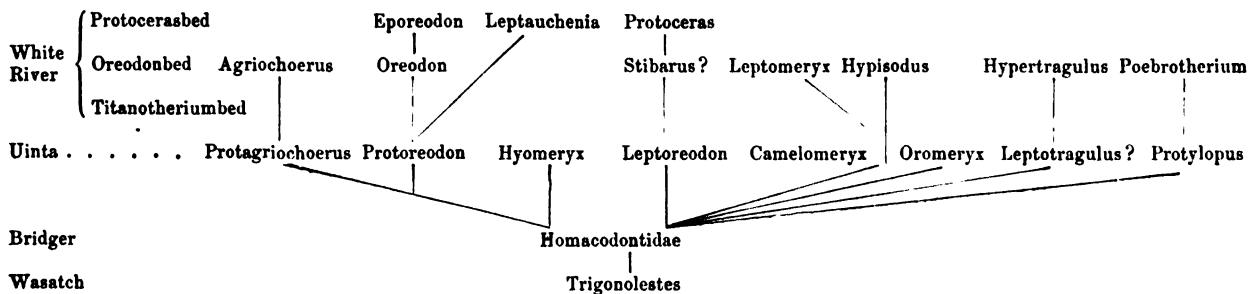 Protocerasbed Eporeodon Leptauchenia Protoceras
White River Oreodonbed Agriochoerus Oreodon Stibarus? Leptomeryx Hypisodus Hypertragulus Poebrotherium
Titanotheriumbed
Uinta . . . . . . Protagriochoerus Protoreodon Hyomeryx Leptoreodon Camelomeryx Oromeryx Leptotragulus? Protylopus
Bridger Homacodontidae
Wasatch Trigonolestes